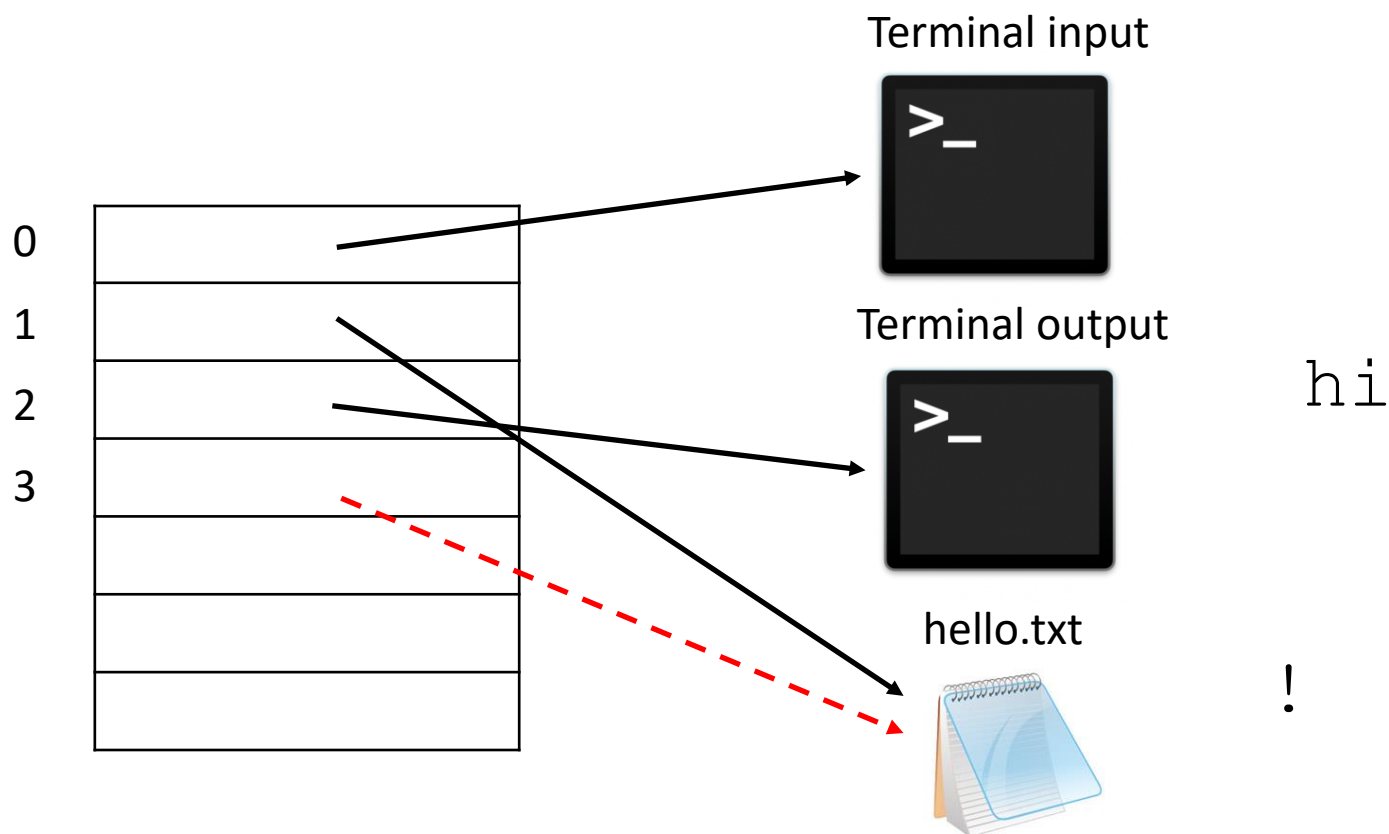 Terminal input
>_
0
1
Terminal output
hi
2
>_
3
hello.txt
!